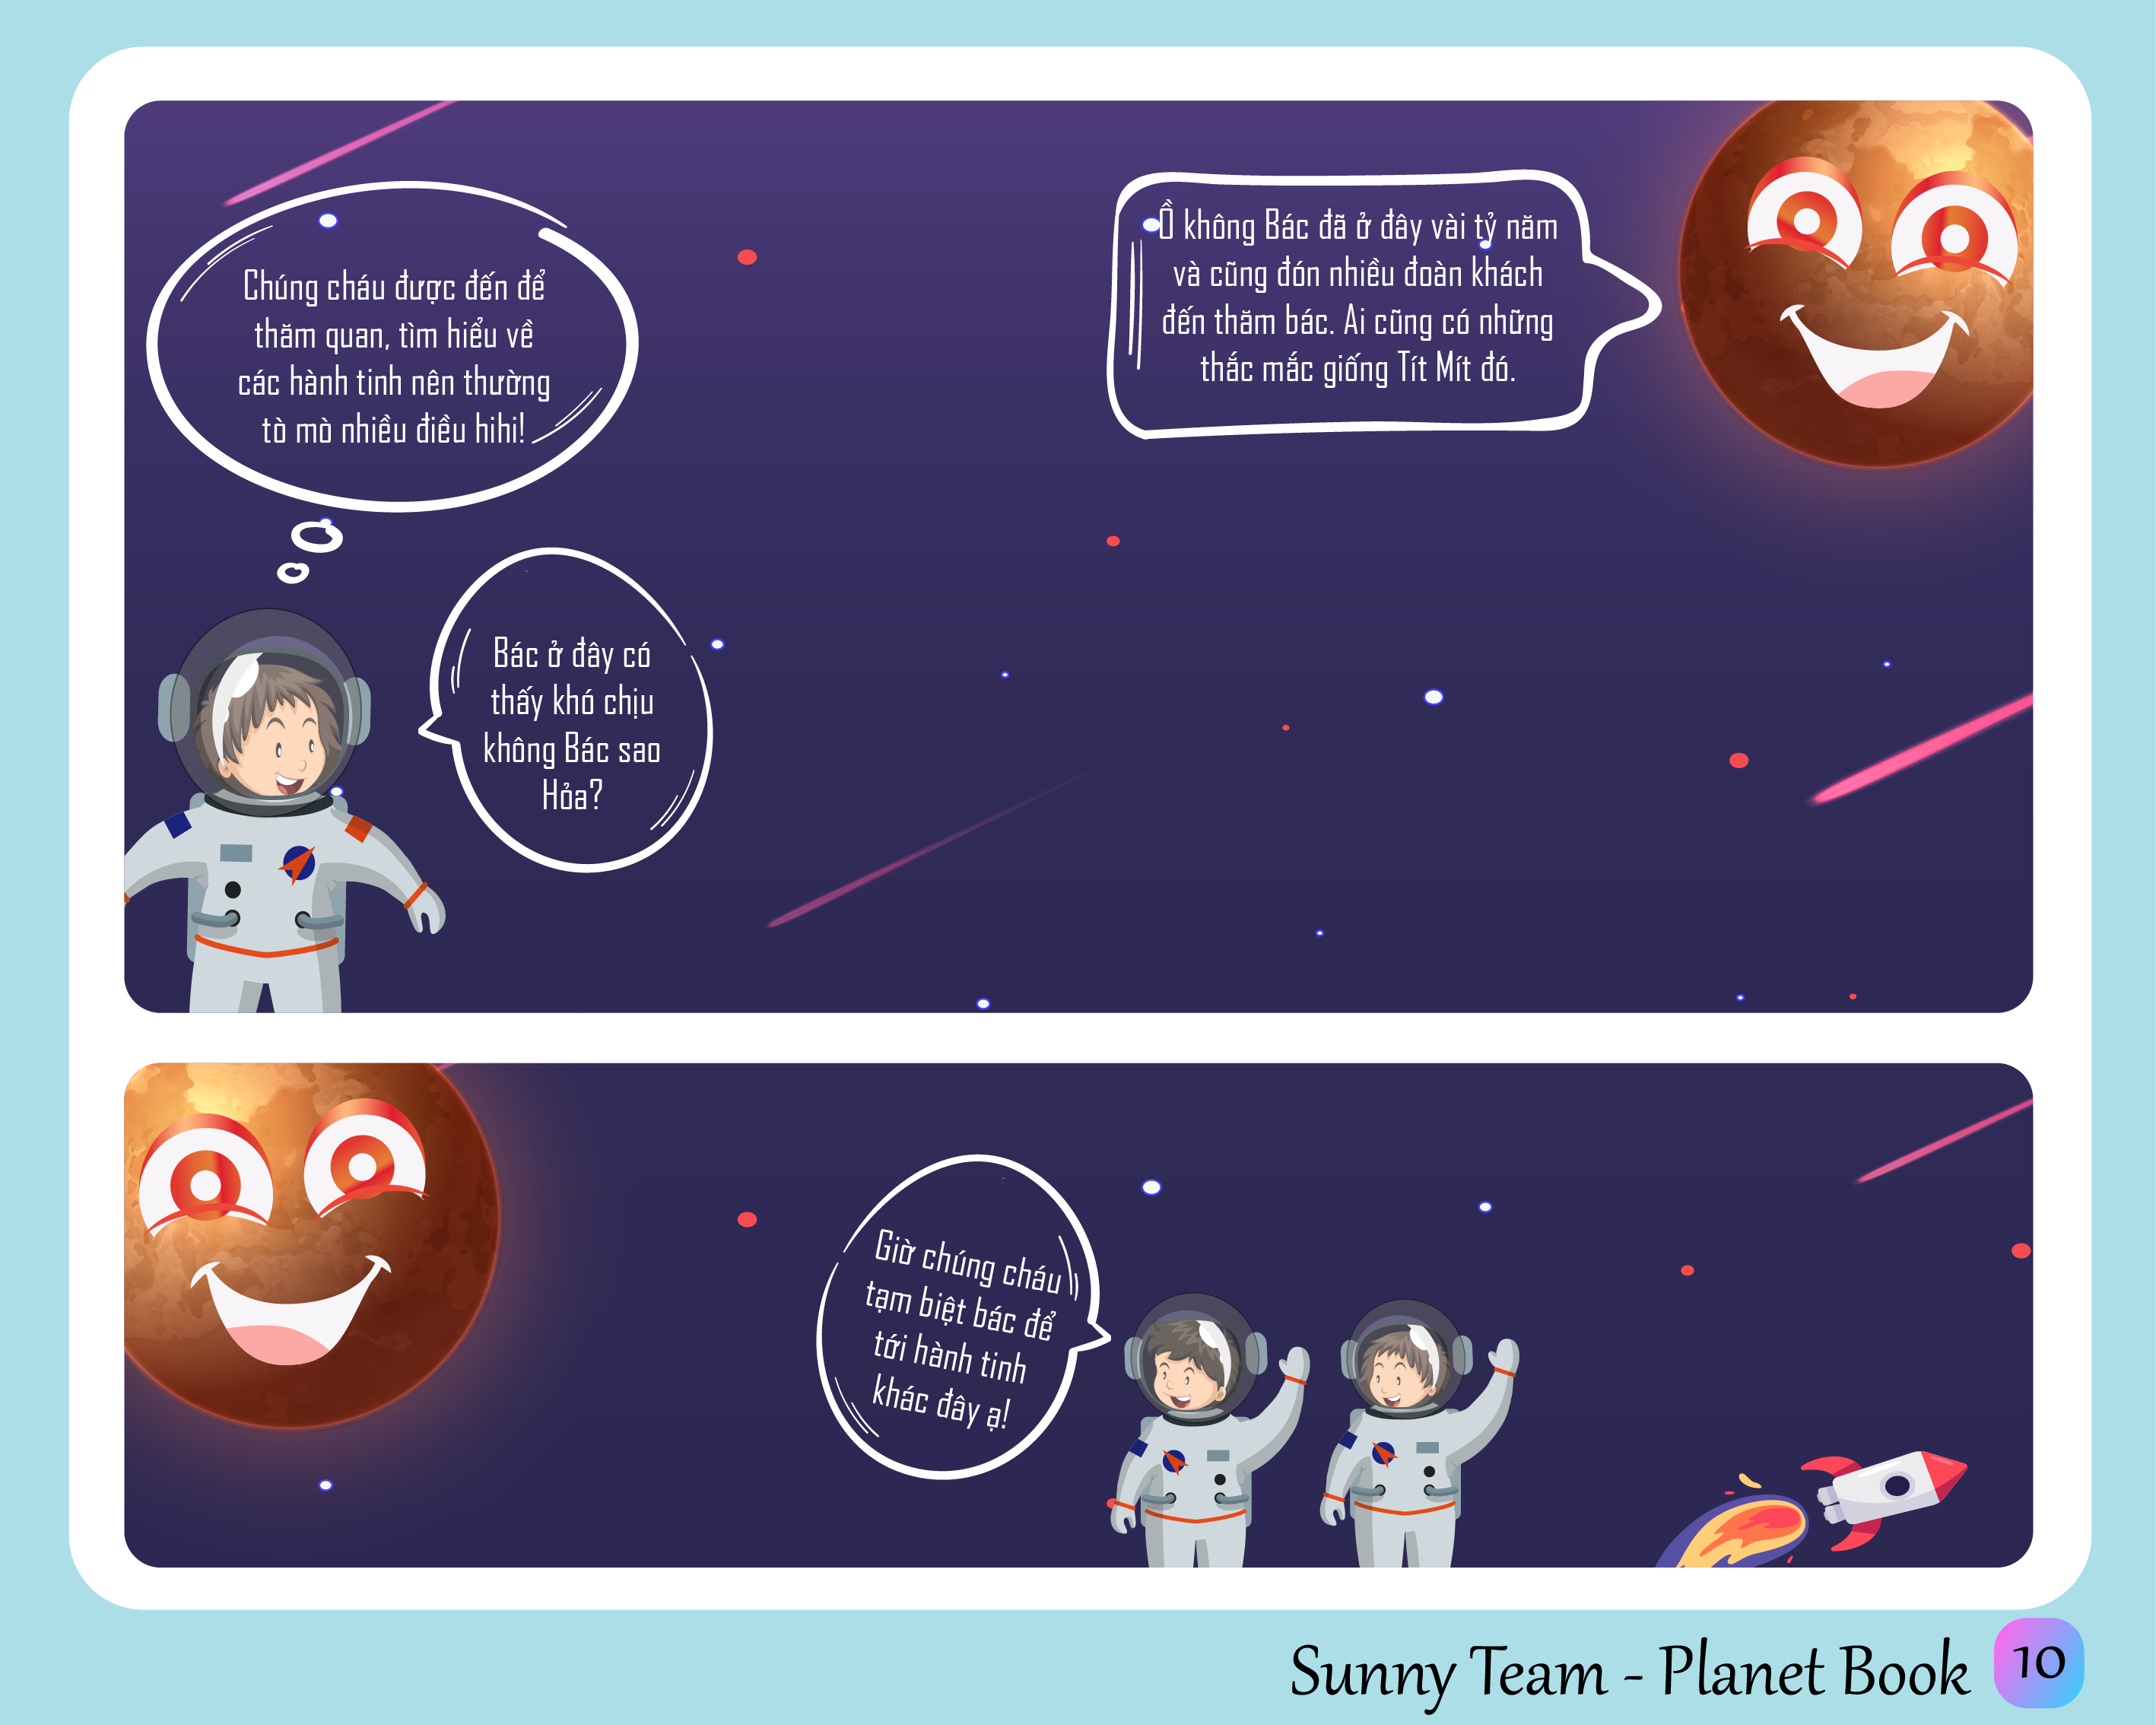 Chúng cháu được đến để
thăm quan, tìm hiểu về
các hành tinh nên thường
tò mò nhiều điều hihi!
Ồ không Bác đã ở đây vài tỷ năm
và cũng đón nhiều đoàn khách
đến thăm bác. Ai cũng có những
thắc mắc giống Tít Mít đó.
Bác ở đây có
thấy khó chịu
không Bác sao
Hỏa?
Giờ chúng cháu
tạm biệt bác để
tới hành tinh
khác đây ạ!
Sunny Team - Planet Book 10